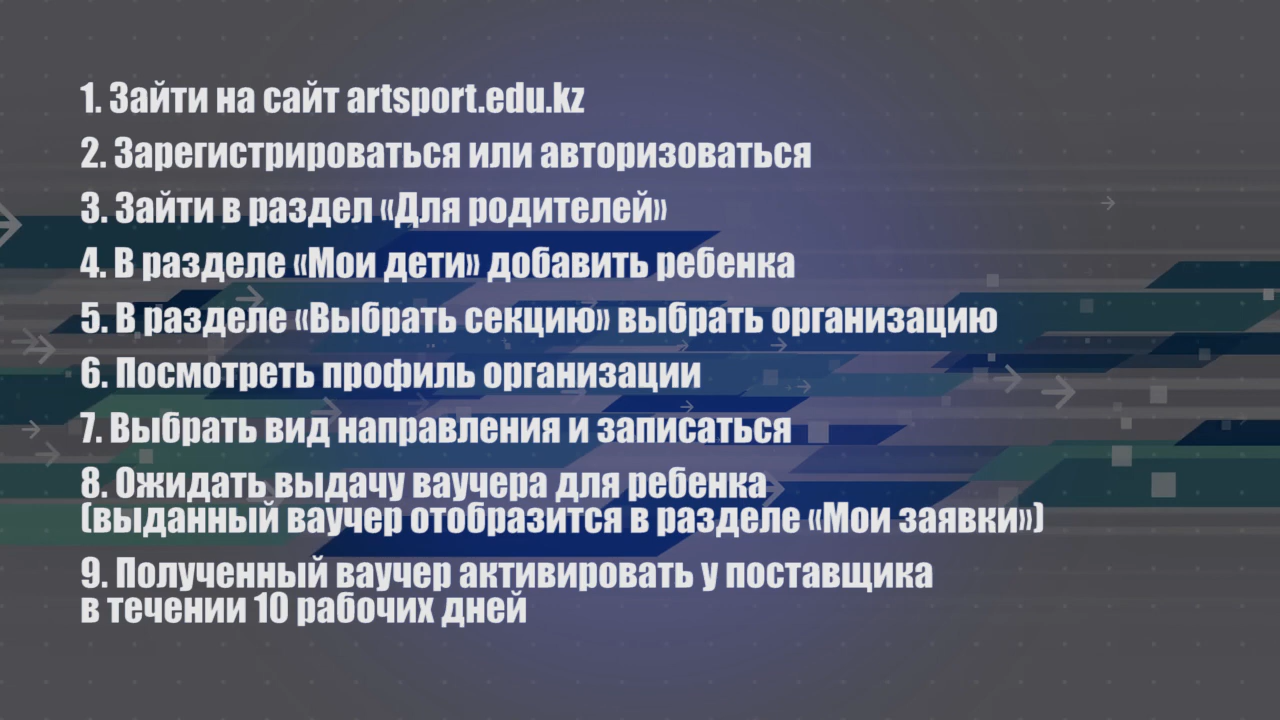 1. Зайти на сайт artsport.edu.kz
2. Зарегистрироваться или авторизоваться
3. Зайти в раздел «Для родителей»
4. В разделе «Мои дети» добавить ребенка
5. В разделе «Выбрать секцию» выбрать организацию
6. Посмотреть профиль организации
7. Выбрать вид направления и записаться
8. Ожидать выдачу ваучера для ребенка
(выданный ваучер отобразится в разделе «Мои заявки»)
9. Полученный ваучер активировать у поставщика
в течении 10 рабочих дней